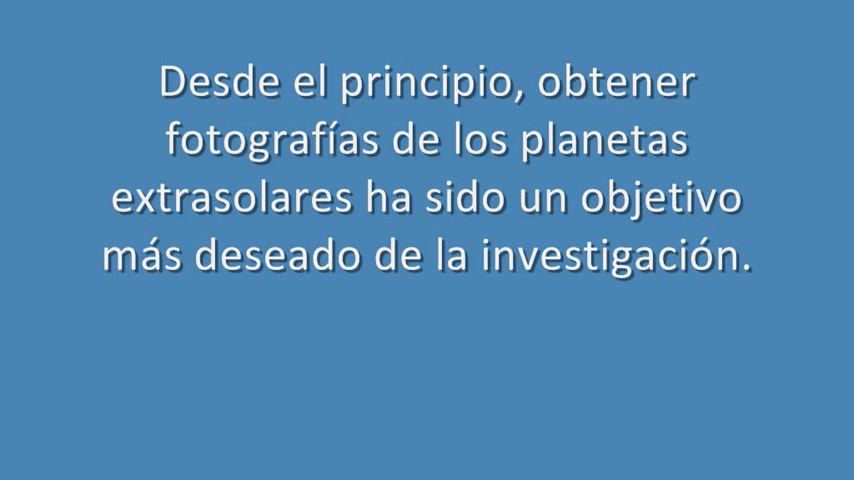 Desde el principio, obtener
fotografías de los planetas
extrasolares ha sido un objetivo
más deseado de la investigación.